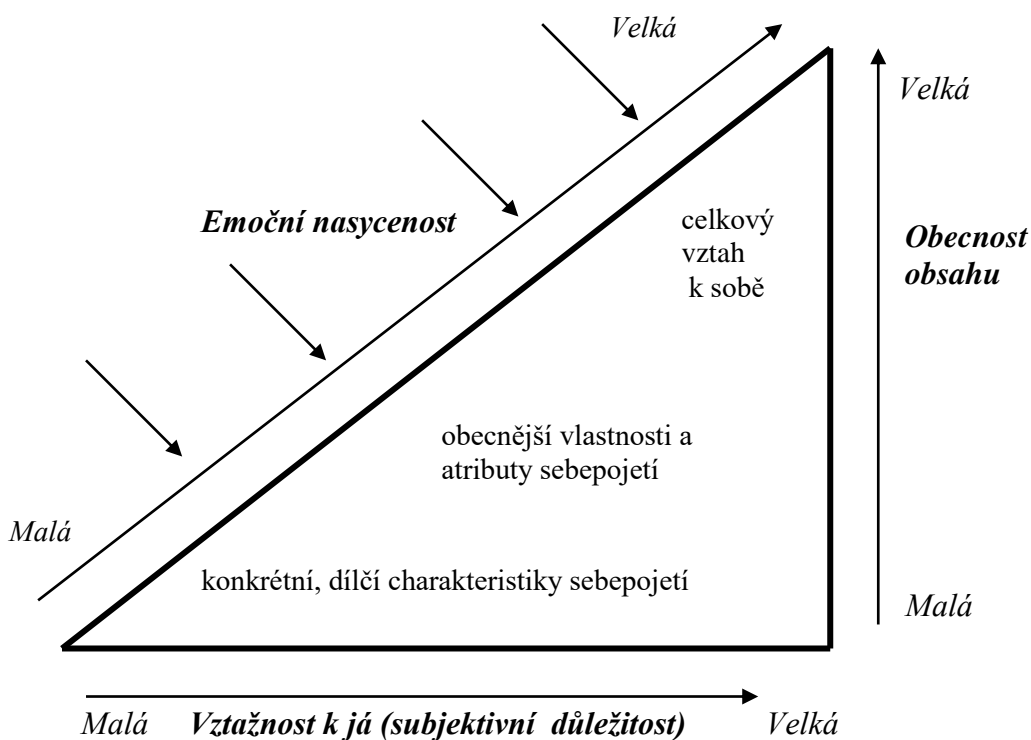 Velká
Velká
Emoční nasycenost
celkový
vztah
k sobě
Obecnost
obsahu
obecnější vlastnosti a
atributy sebepojetí
Malá
konkrétní, dílčí charakteristiky sebepojetí
Malá
Malá Vztažnost k já (subjektivní důležitost) Velká